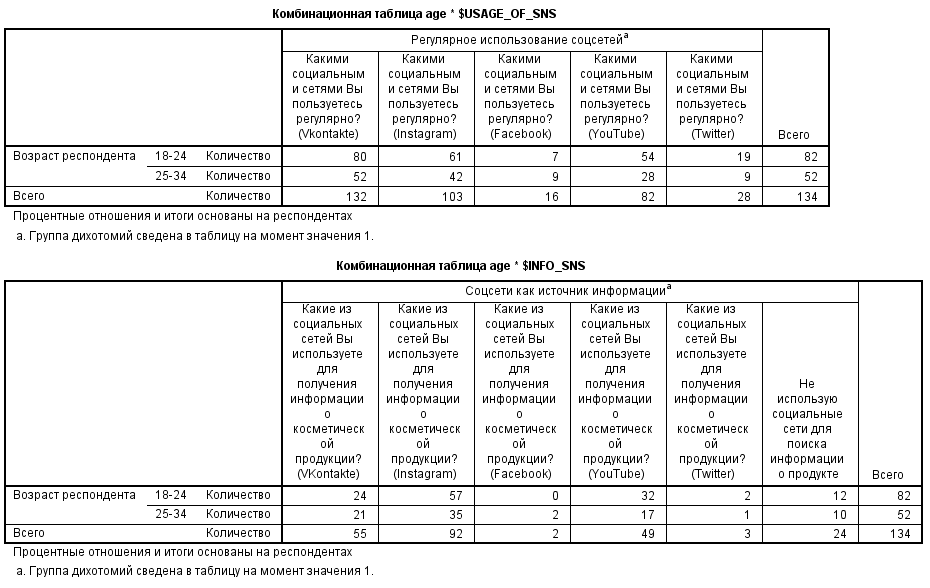 Комбинационная таблица age * $USAGE_OF_SNS
Регулярное использование соцсетейª
Какими
социальным
и сетями Вы
пользуетесь
регулярно?
(Vkontakte)
Какими
социальным
и сетями Вы
пользуетесь
регулярно?
(Instagram)
Какими
социальным
и сетями Вы
пользуетесь
регулярно?
(Facebook)
Какими
социальным
и сетями Вы
пользуетесь
регулярно?
(YouTube)
Какими
социальным
и сетями Вы
пользуетесь
регулярно?
(Twitter)
Всего
Возраст респондента 18-24 Количество 80 61 7 54 19 82
25-34 Количество 52 42 9 28 9 52
Всего Количество 132 103 16 82 28 134
Процентные отношения и итоги основаны на респондентах
a. Группа дихотомий сведена в таблицу на момент значения 1.
Комбинационная таблица age * $INFO_SNS
Соцсети как источник информацииª
Какие из
социальных
сетей Вы
используете
для
получения
информации
о
косметическ
ой
продукции?
(VKontakte)
Какие из
социальных
сетей Вы
используете
для
получения
информации
о
косметическ
ой
продукции?
(Instagram)
Какие из
социальных
сетей Вы
используете
для
получения
информации
о
косметическ
ой
продукции?
(Facebook)
Какие из
социальных
сетей Вы
используете
для
получения
информации
о
косметическ
ой
продукции?
(YouTube)
Какие из
социальных
сетей Вы
используете
для
получения
информации
о
косметическ
ой
продукции?
(Twitter)
Не
использую
социальные
сети для
поиска
информации
о продукте
Всего
Возраст респондента 18-24 Количество 24 57 0 32 2 12 82
25-34 Количество 21 35 2 17 1 10 52
Всего Количество 55 92 2 49 3 24 134
Процентные отношения и итоги основаны на респондентах
a. Группа дихотомий сведена в таблицу на момент значения 1.